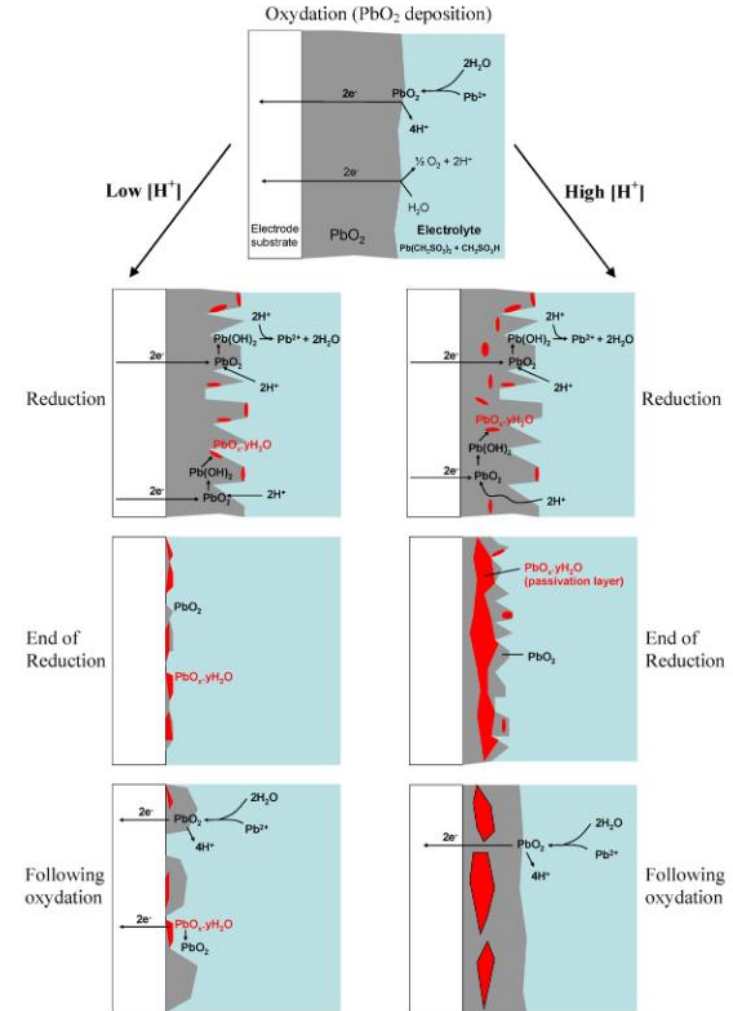 Oxydation (PbO₂ deposition)
2H₂O
2e⁻ PbO₂ Pb²⁺
4H⁺
½ O₂ + 2H⁺
2e⁻
H₂O
Electrode substrate
PbO₂
Electrolyte
Pb(CH₃SO₃)₂ + CH₃SO₃H
Low [H⁺]
High [H⁺]
Reduction
2H⁺
Pb(OH)₂ Pb²⁺ + 2H₂O
2e⁻
PbO₂
2H⁺
PbOₓ.yH₂O
Pb(OH)₂
2e⁻ PbO₂ 2H⁺
2H⁺
Pb(OH)₂ Pb²⁺ + 2H₂O
2e⁻
PbO₂
2H⁺
PbOₓ.yH₂O
Pb(OH)₂
2e⁻ PbO₂
2H⁺
Reduction
End of
Reduction
PbO₂
PbOₓ.yH₂O
PbOₓ.yH₂O
(passivation layer)
PbO₂
End of
Reduction
Following
oxydation
2H₂O
2e⁻ PbO₂
Pb²⁺
4H⁺
2e⁻ PbOₓ.yH₂O
PbO₂
2H₂O
2e⁻ PbO₂
Pb²⁺
4H⁺
Following
oxydation